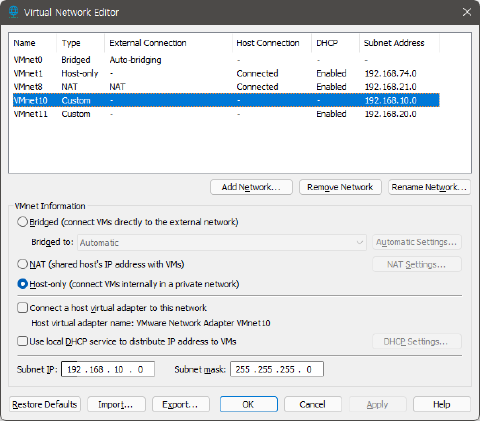 Virtual Network Editor
Name Type External Connection Host Connection DHCP Subnet Address
VMnet0 Bridged Auto-bridging - - -
VMnet1 Host-only - Connected Enabled 192.168.74.0
VMnet8 NAT NAT Connected Enabled 192.168.21.0
VMnet10 Custom - - - 192.168.10.0
VMnet11 Custom - - Enabled 192.168.20.0
Add Network... Remove Network Rename Network...
VMnet Information
Bridged (connect VMs directly to the external network)
Bridged to: Automatic Automatic Settings...
NAT (shared host's IP address with VMs) NAT Settings...
Host-only (connect VMs internally in a private network)
Connect a host virtual adapter to this network
Host virtual adapter name: VMware Network Adapter VMnet10
Use local DHCP service to distribute IP address to VMs DHCP Settings...
Subnet IP: 192 .168 . 10 . 0 Subnet mask: 255 .255 .255 . 0
Restore Defaults Import... Export... OK Cancel Apply Help